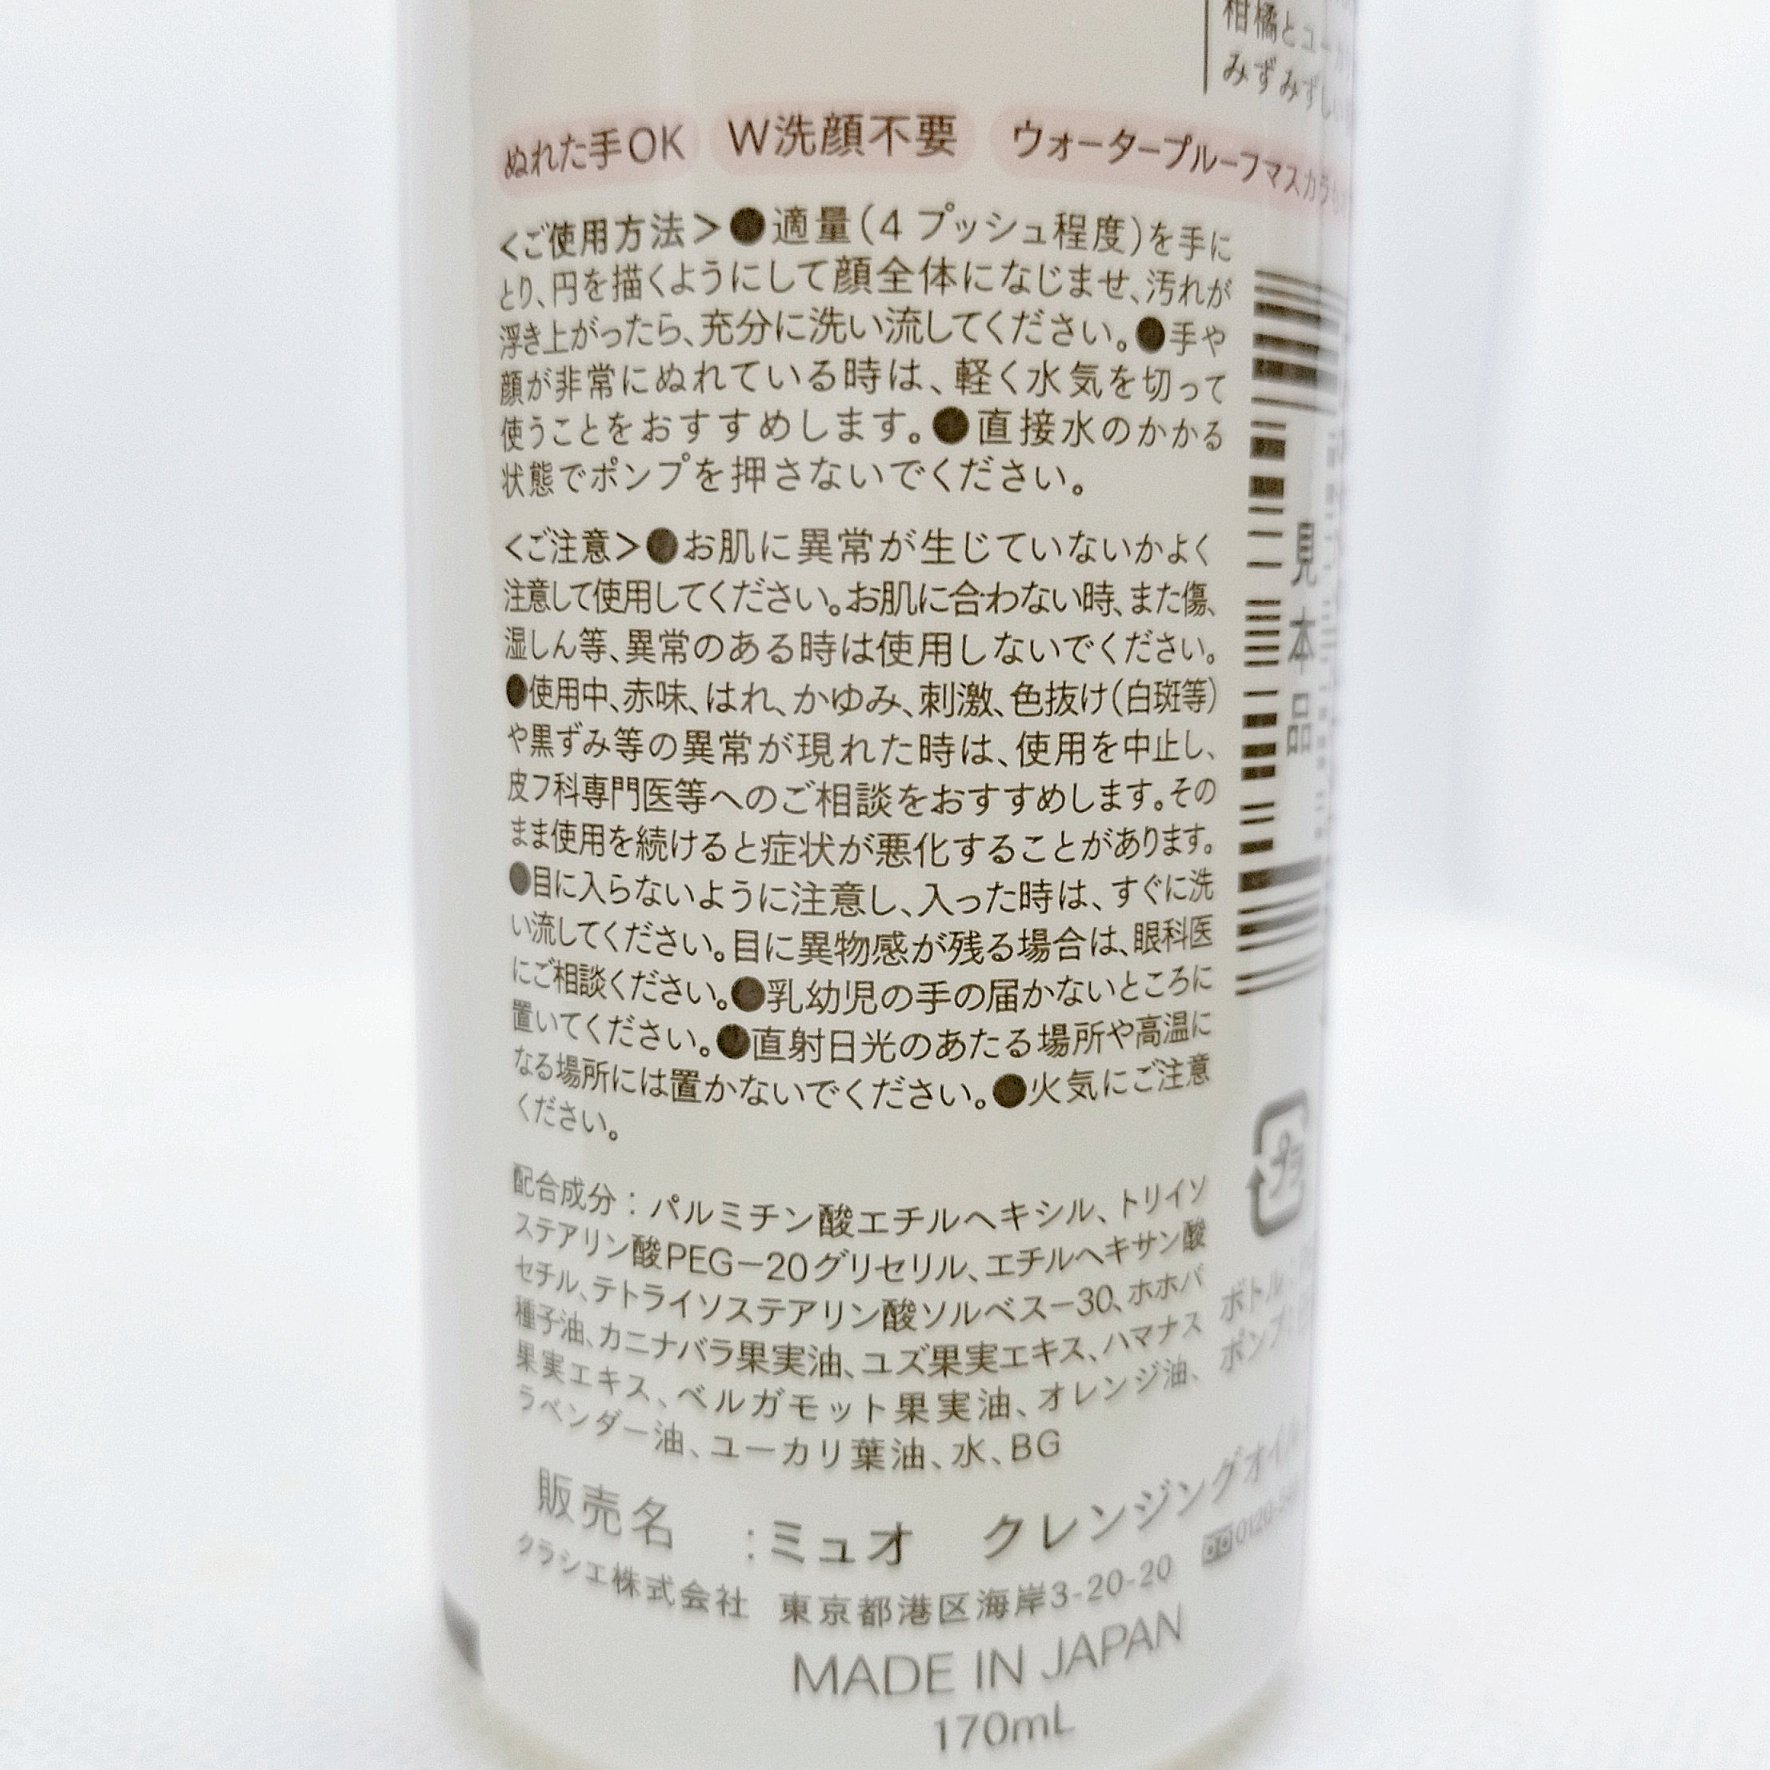 柑橘とユーカリ
みずみずしい
ぬれた手OK W洗顔不要 ウォータープルーフマスカラ
<ご使用方法>●適量(4プッシュ程度)を手に
とり、円を描くようにして顔全体になじませ、汚れが
浮き上がったら、充分に洗い流してください。●手や
顔が非常にぬれている時は、軽く水気を切って
使うことをおすすめします。●直接水のかかる
状態でポンプを押さないでください。
<ご注意>●お肌に異常が生じていないかよく
注意して使用してください。お肌に合わない時、また傷、
湿しん等、異常のある時は使用しないでください。
●使用中、赤味、はれ、かゆみ、刺激、色抜け(白斑等)
や黒ずみ等の異常が現れた時は、使用を中止し、
皮フ科専門医等へのご相談をおすすめします。その
まま使用を続けると症状が悪化することがあります。
●目に入らないように注意し、入った時は、すぐに洗
い流してください。目に異物感が残る場合は、眼科医
にご相談ください。●乳幼児の手の届かないところに
置いてください。●直射日光のあたる場所や高温に
なる場所には置かないでください。●火気にご注意
ください。
見本品
プラ
配合成分：パルミチン酸エチルヘキシル、トリイソ
ステアリン酸PEG-20グリセリル、エチルヘキサン酸
セチル、テトライソステアリン酸ソルベス-30、ホホバ
種子油、カニナバラ果実油、ユズ果実エキス、ハマナス
果実エキス、ベルガモット果実油、オレンジ油、
ラベンダー油、ユーカリ葉油、水、BG
ボトル
ポンプ
販売名 ：ミュオ クレンジングオイル
クラシエ株式会社 東京都港区海岸3-20-20 0120-
MADE IN JAPAN
170mL